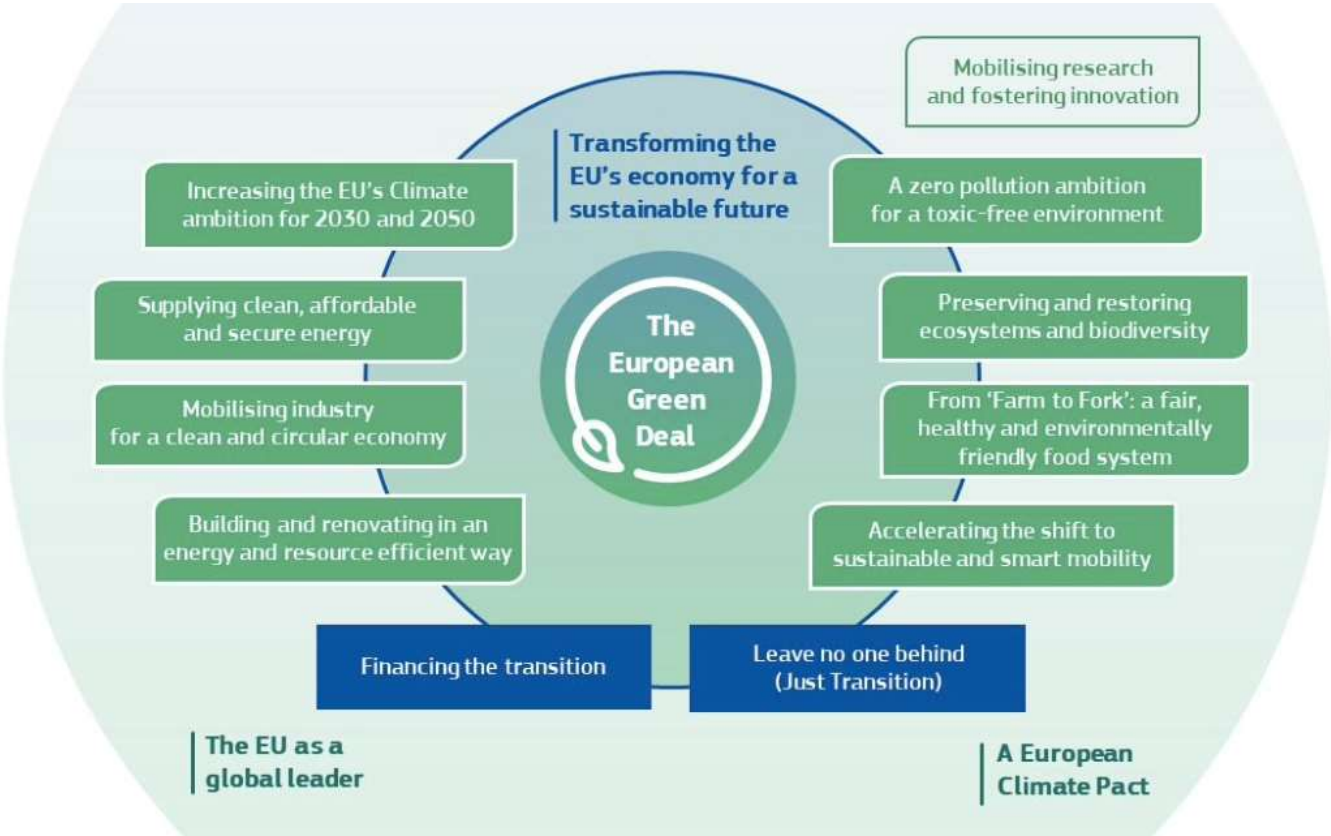 Mobilising research
and fostering innovation
Transforming the
EU's economy for a
sustainable future
Increasing the EU's Climate
ambition for 2030 and 2050
A zero pollution ambition
for a toxic-free environment
Supplying clean, affordable
and secure energy
Preserving and restoring
ecosystems and biodiversity
The
European
Green
Deal
Mobilising industry
for a clean and circular economy
From ‘Farm to Fork’: a fair,
healthy and environmentally
friendly food system
Building and renovating in an
energy and resource efficient way
Accelerating the shift to
sustainable and smart mobility
Financing the transition
Leave no one behind
(Just Transition)
The EU as a
global leader
A European
Climate Pact